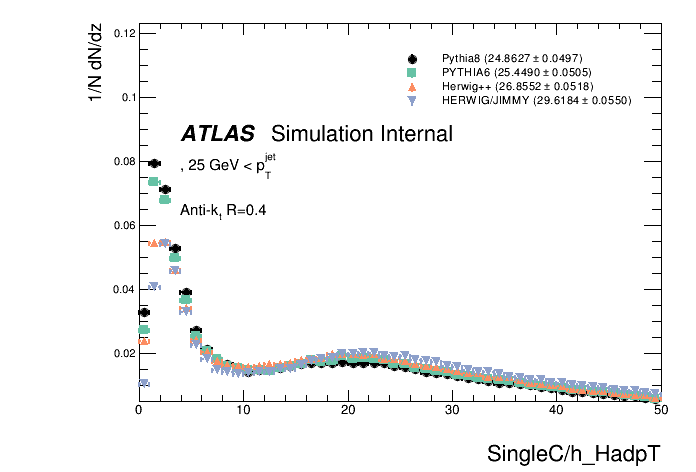 0.12
0.1
0.08
0.06
0.04
0.02
1/N dN/dz
Pythia8 (24.8627 ± 0.0497)
PYTHIA6 (25.4490 ± 0.0505)
Herwig++ (26.8552 ± 0.0518)
HERWIG/JIMMY (29.6184 ± 0.0550)
ATLAS Simulation Internal
, 25 GeV < p_T^jet
Anti-k_t R=0.4
0 10 20 30 40 50
SingleC/h_HadpT